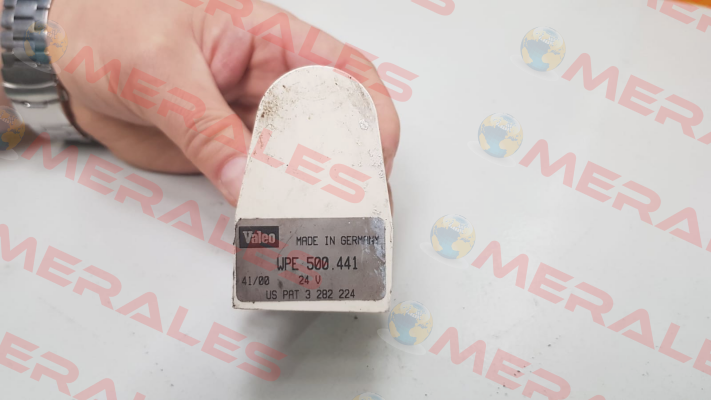 Valeo MADE IN GERMANY
WPE 500.441
41/00 24 V
US PAT 3 282 224
MERALES
MERALES
MERALES
MERALES
MERALES
MERALES
MERALES